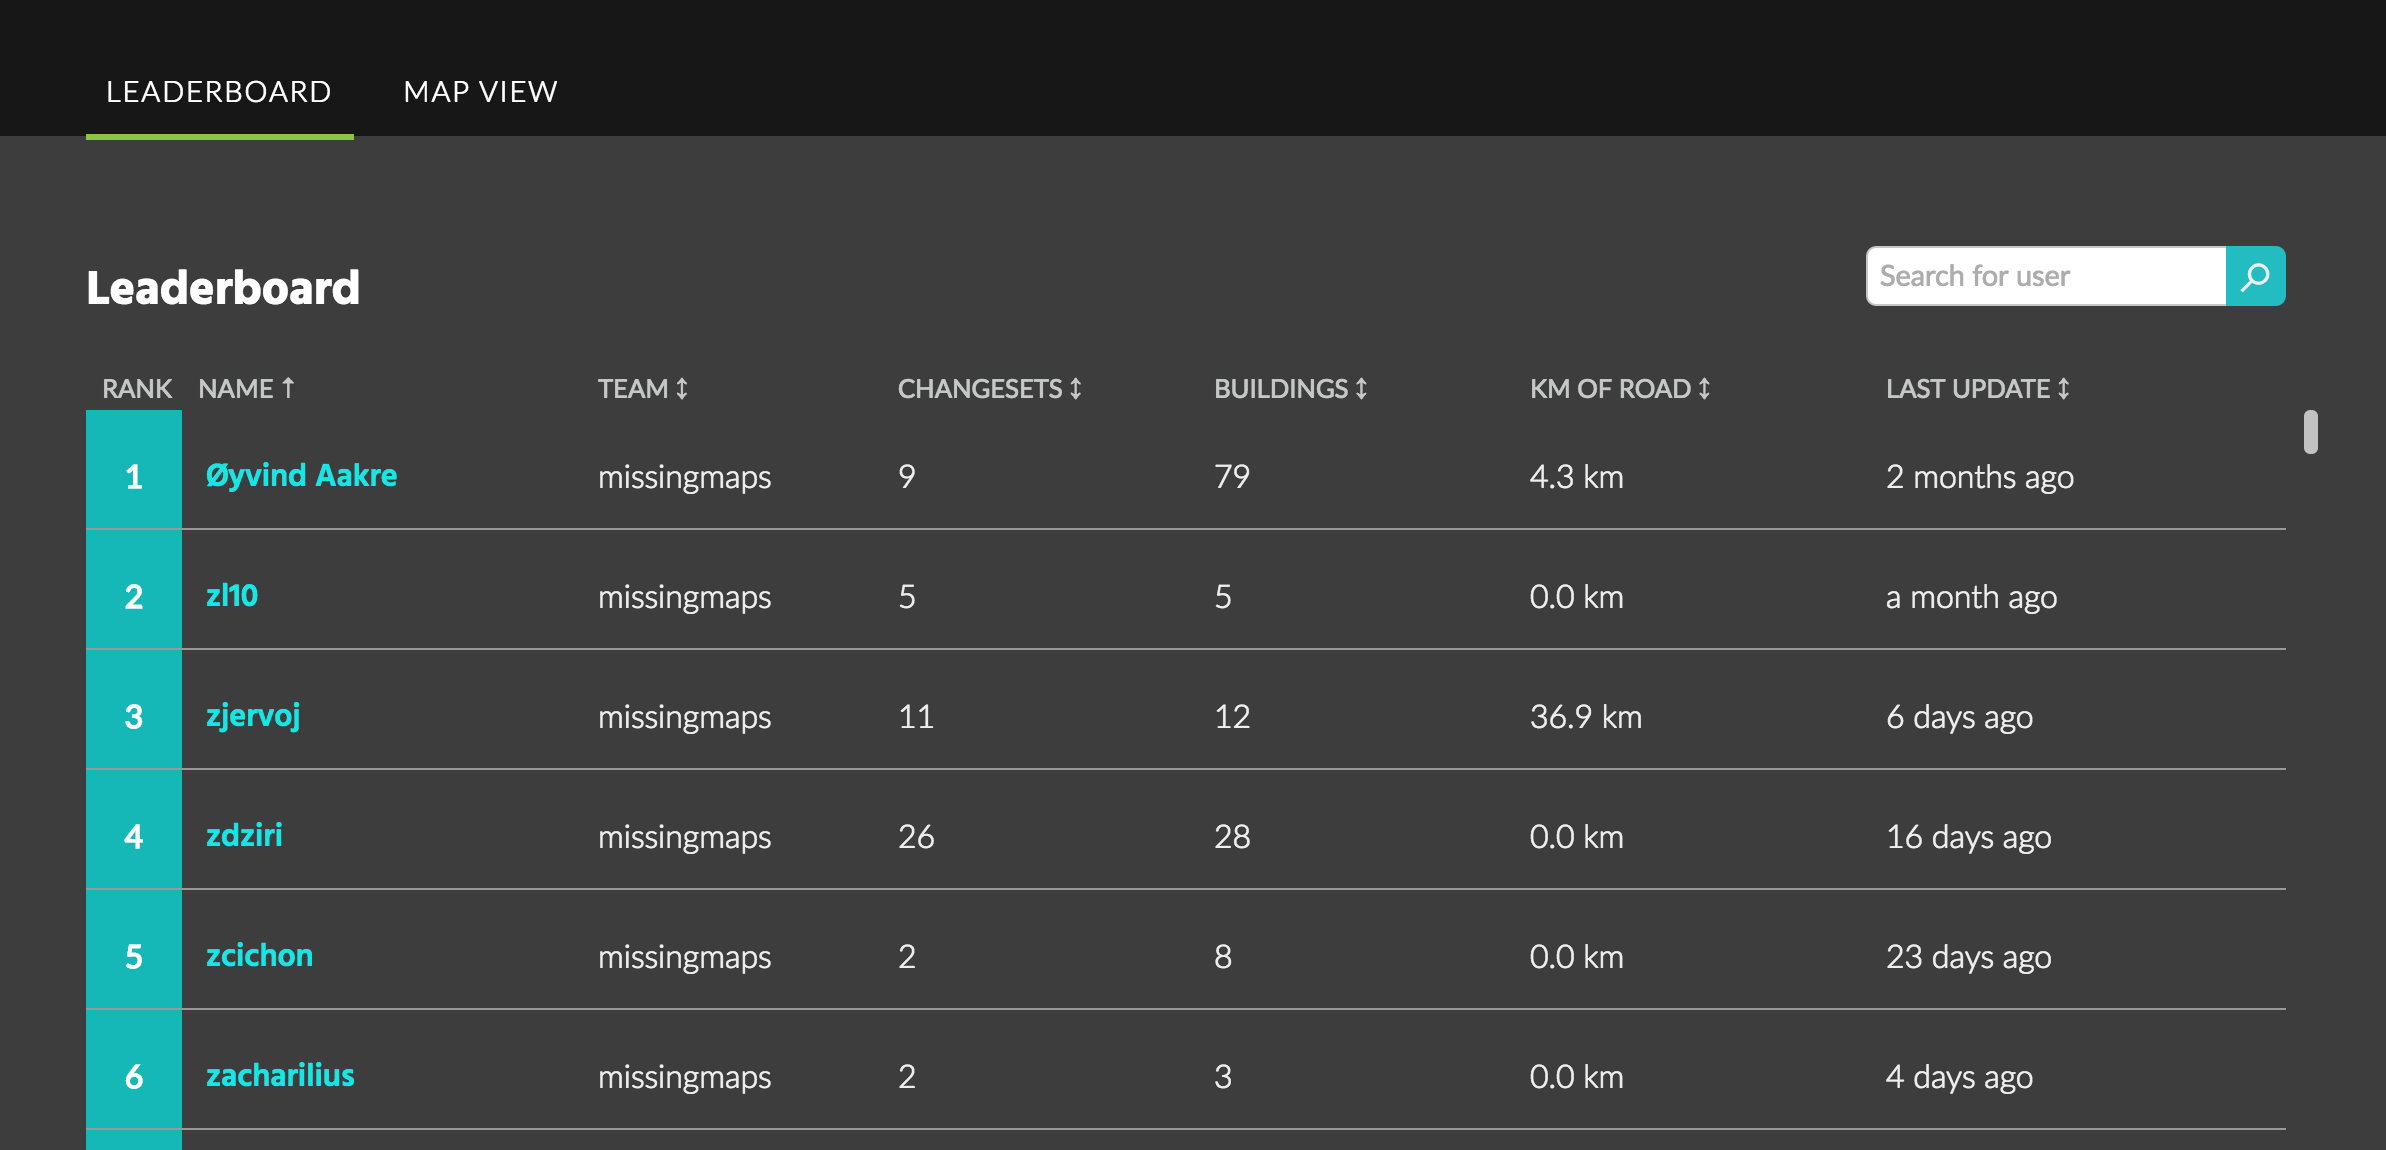 LEADERBOARD MAP VIEW
Leaderboard
Search for user
RANK NAME ↑ TEAM ↕ CHANGESETS ↕ BUILDINGS ↕ KM OF ROAD ↕ LAST UPDATE ↕
1 Øyvind Aakre missingmaps 9 79 4.3 km 2 months ago
2 zl10 missingmaps 5 5 0.0 km a month ago
3 zjervoj missingmaps 11 12 36.9 km 6 days ago
4 zdziri missingmaps 26 28 0.0 km 16 days ago
5 zcichon missingmaps 2 8 0.0 km 23 days ago
6 zacharilius missingmaps 2 3 0.0 km 4 days ago